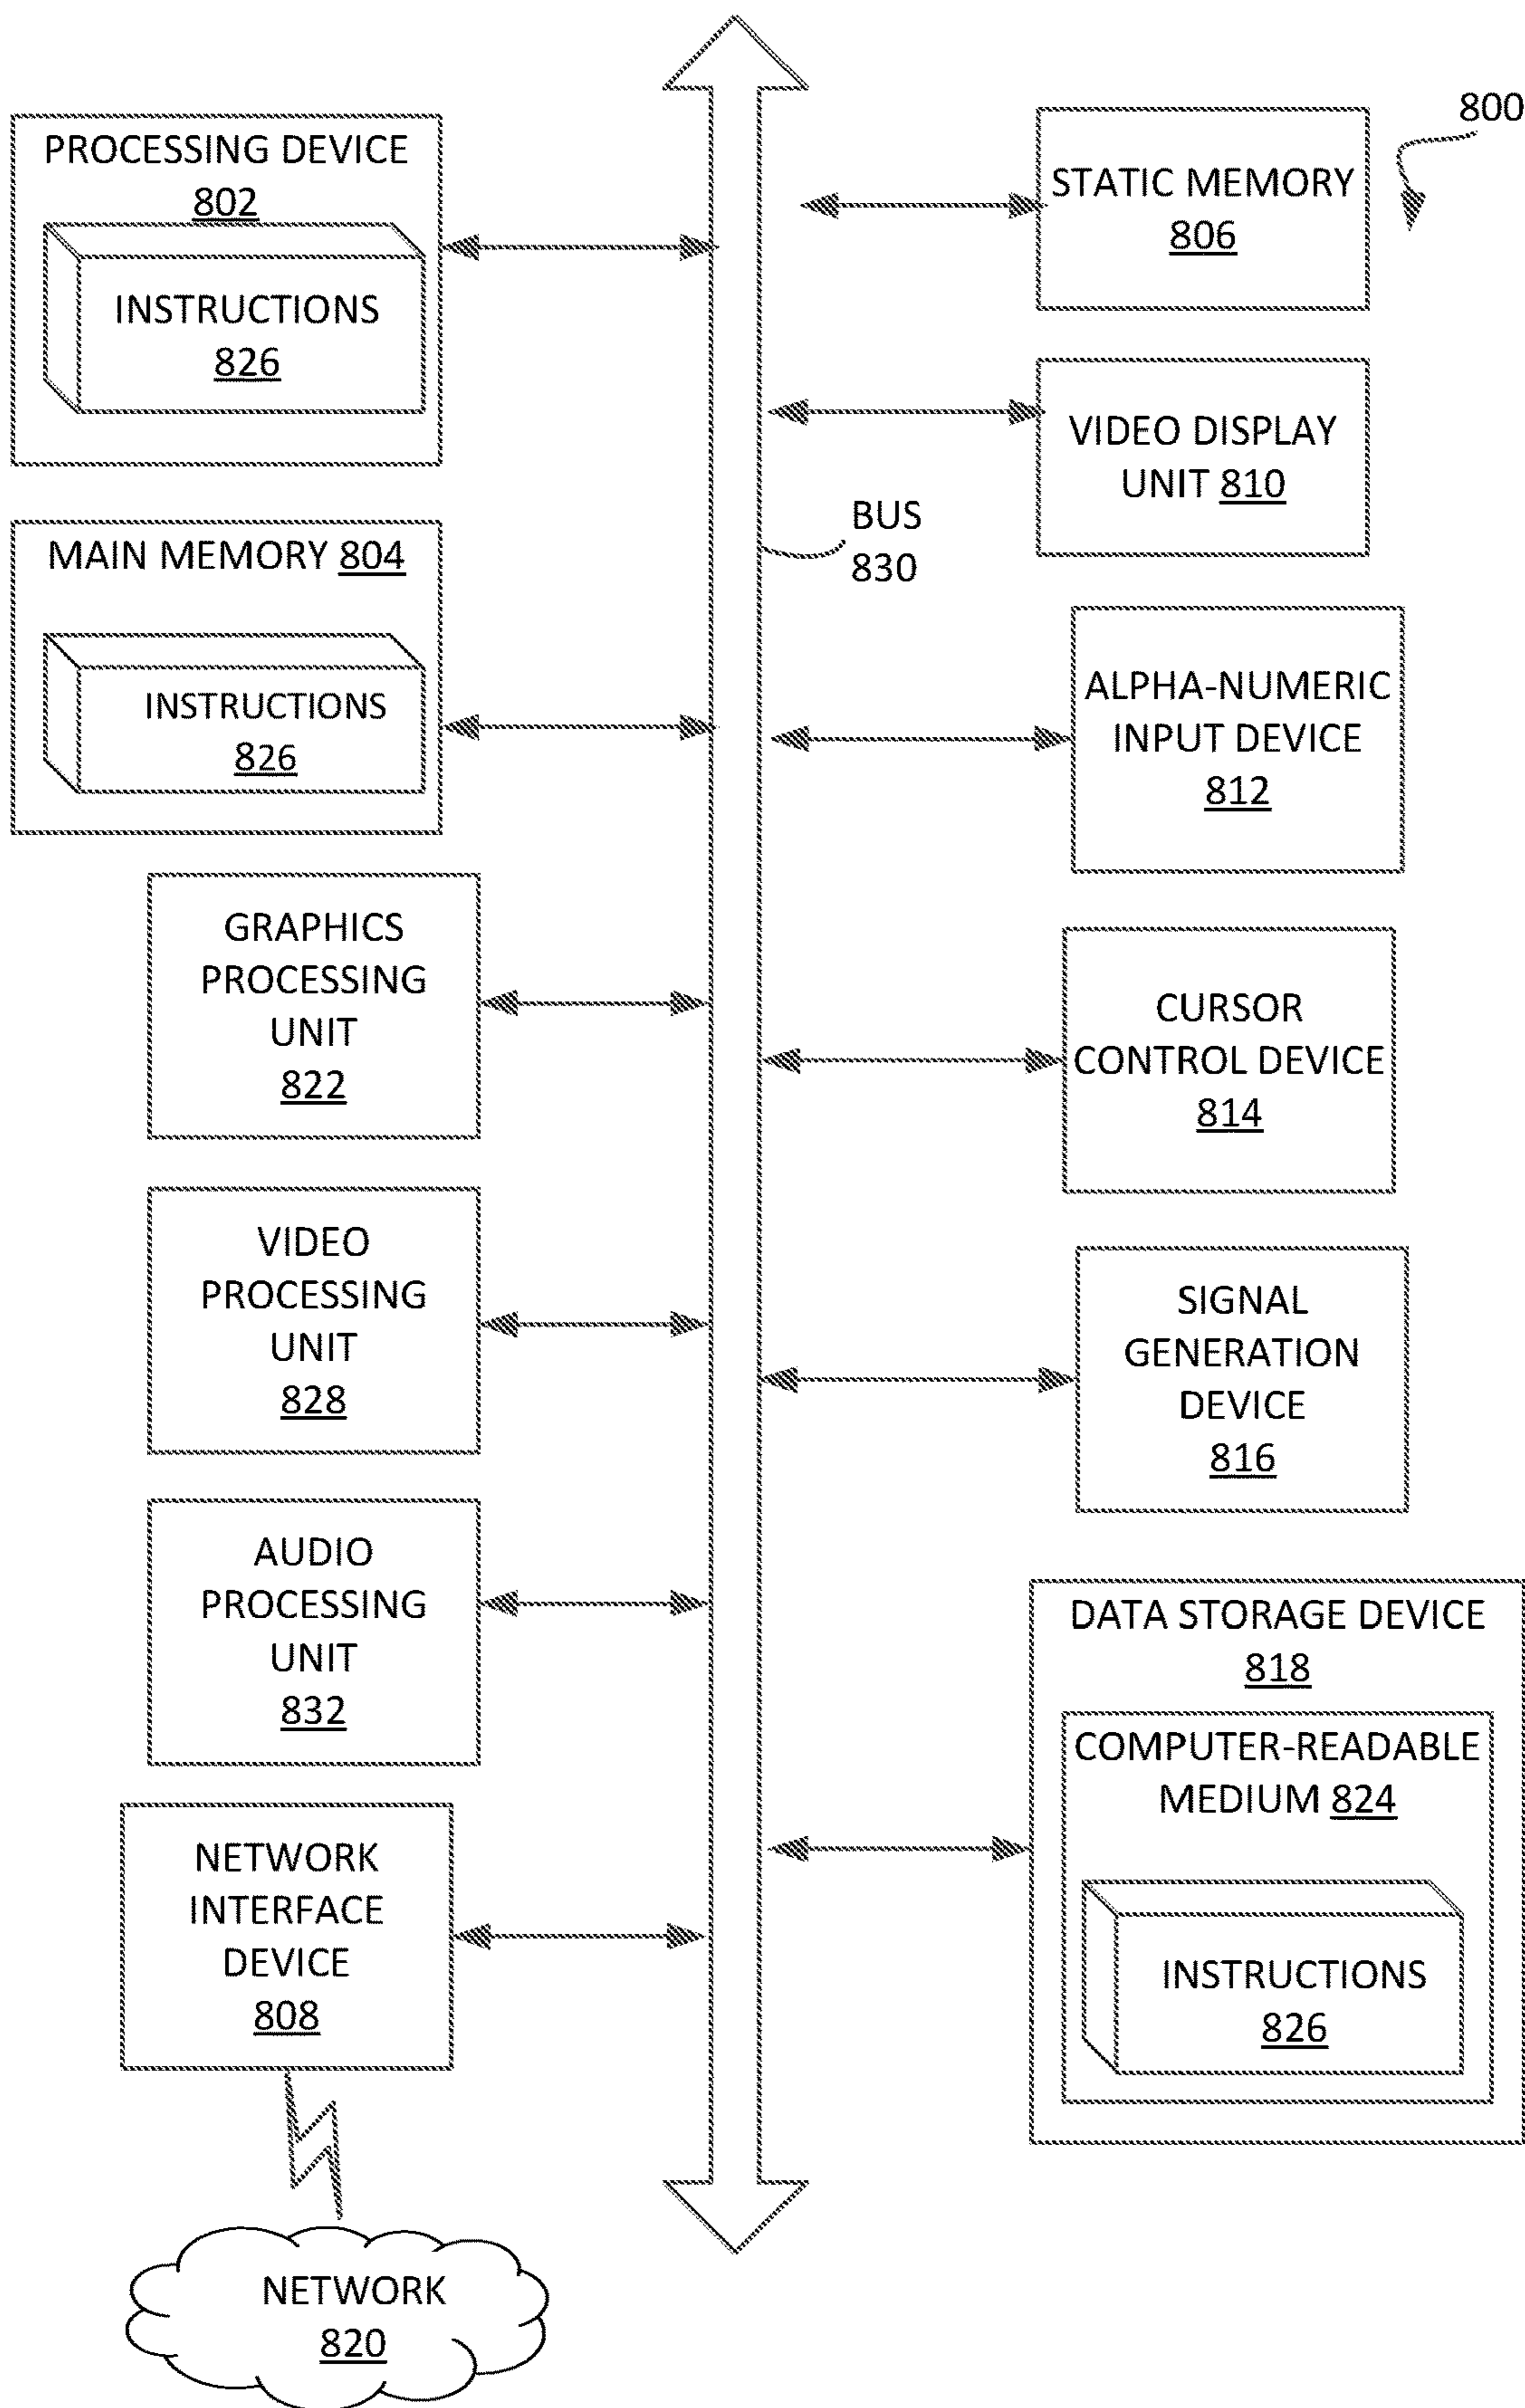 PROCESSING DEVICE
802
INSTRUCTIONS
826
MAIN MEMORY 804
INSTRUCTIONS
826
GRAPHICS
PROCESSING
UNIT
822
VIDEO
PROCESSING
UNIT
828
AUDIO
PROCESSING
UNIT
832
NETWORK
INTERFACE
DEVICE
808
NETWORK
820
BUS
830
800
STATIC MEMORY
806
VIDEO DISPLAY
UNIT 810
ALPHA-NUMERIC
INPUT DEVICE
812
CURSOR
CONTROL DEVICE
814
SIGNAL
GENERATION
DEVICE
816
DATA STORAGE DEVICE
818
COMPUTER-READABLE
MEDIUM 824
INSTRUCTIONS
826